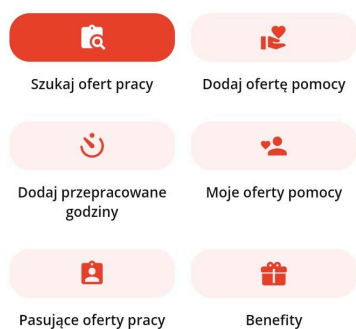 Szukaj ofert pracy
Dodaj ofertę pomocy
Dodaj przepracowane
godziny
Moje oferty pomocy
Pasujące oferty pracy
Benefity